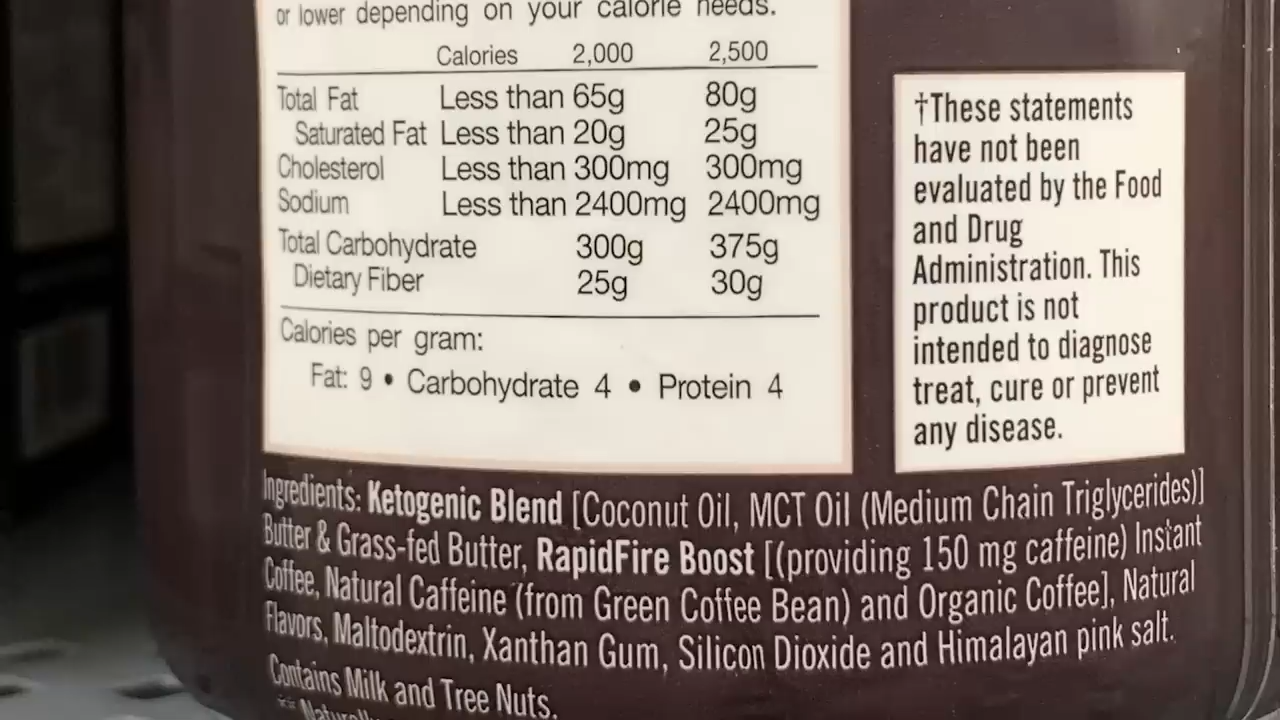 or lower depending on your calorie needs.
Calories 2,000 2,500
Total Fat Less than 65g 80g
Saturated Fat Less than 20g 25g
Cholesterol Less than 300mg 300mg
Sodium Less than 2400mg 2400mg
Total Carbohydrate 300g 375g
Dietary Fiber 25g 30g
Calories per gram:
Fat: 9 • Carbohydrate 4 • Protein 4
†These statements
have not been
evaluated by the Food
and Drug
Administration. This
product is not
intended to diagnose
treat, cure or prevent
any disease.
Ingredients: Ketogenic Blend [Coconut Oil, MCT Oil (Medium Chain Triglycerides)]
Butter & Grass-fed Butter, RapidFire Boost [(providing 150 mg caffeine) Instant
Coffee, Natural Caffeine (from Green Coffee Bean) and Organic Coffee], Natural
Flavors, Maltodextrin, Xanthan Gum, Silicon Dioxide and Himalayan pink salt.
Contains Milk and Tree Nuts.